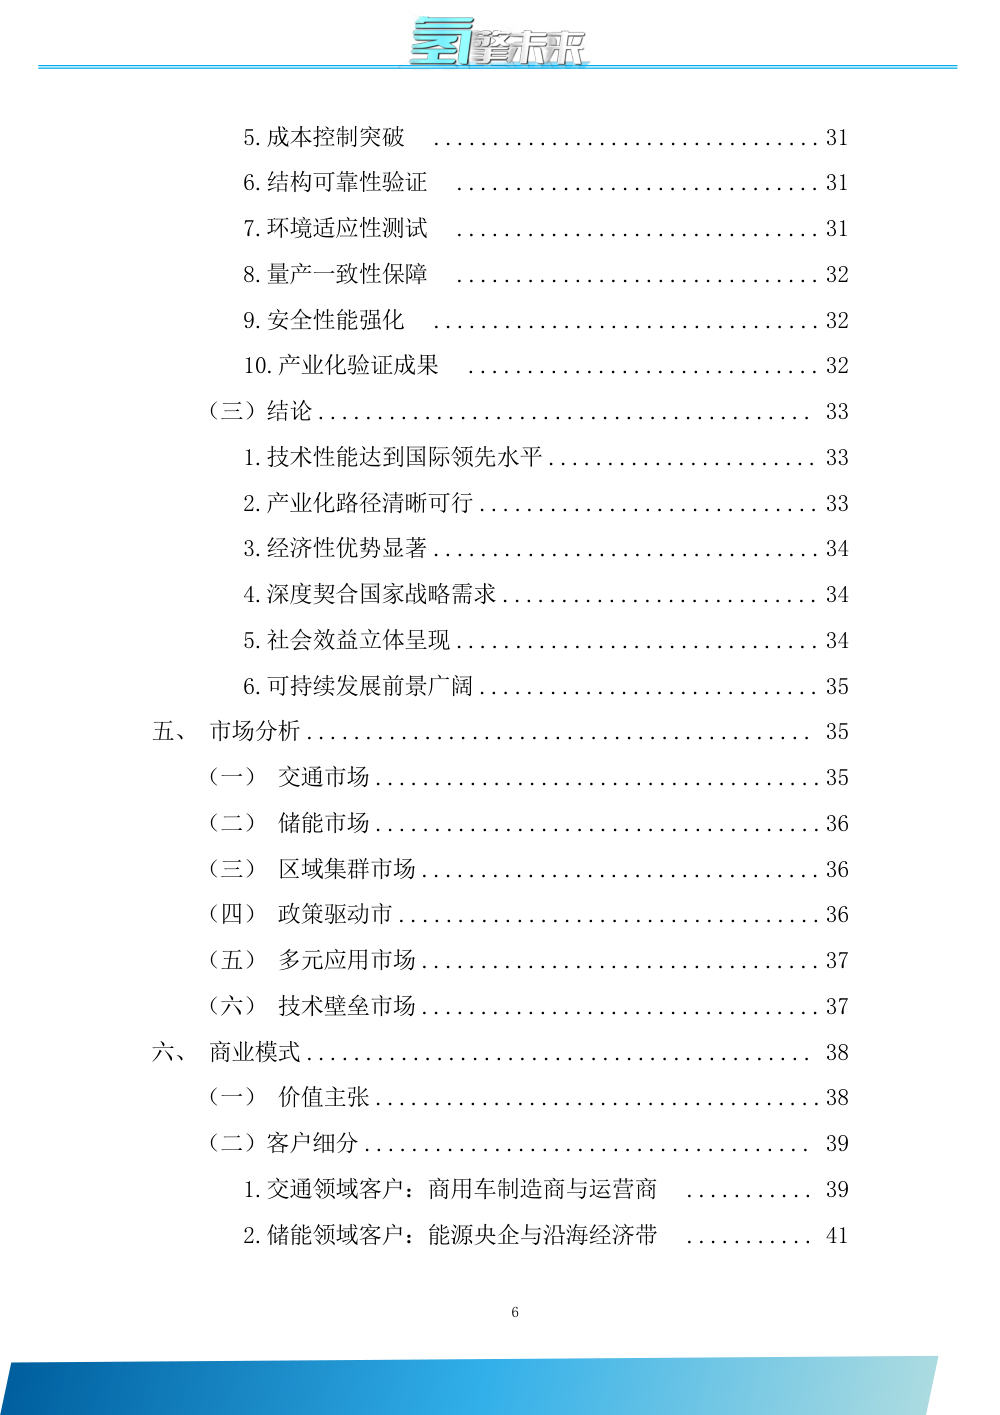 氢擎未来
5.成本控制突破 ................................. 31
6.结构可靠性验证 ............................... 31
7.环境适应性测试 ............................... 31
8.量产一致性保障 ............................... 32
9.安全性能强化 ................................. 32
10.产业化验证成果 .............................. 32
（三）结论.......................................... 33
1.技术性能达到国际领先水平....................... 33
2.产业化路径清晰可行............................. 33
3.经济性优势显著................................. 34
4.深度契合国家战略需求........................... 34
5.社会效益立体呈现............................... 34
6.可持续发展前景广阔............................. 35
五、 市场分析........................................... 35
（一） 交通市场...................................... 35
（二） 储能市场...................................... 36
（三） 区域集群市场.................................. 36
（四） 政策驱动市.................................... 36
（五） 多元应用市场.................................. 37
（六） 技术壁垒市场.................................. 37
六、 商业模式........................................... 38
（一） 价值主张...................................... 38
（二）客户细分...................................... 39
1.交通领域客户：商用车制造商与运营商 ........... 39
2.储能领域客户：能源央企与沿海经济带 ........... 41
6